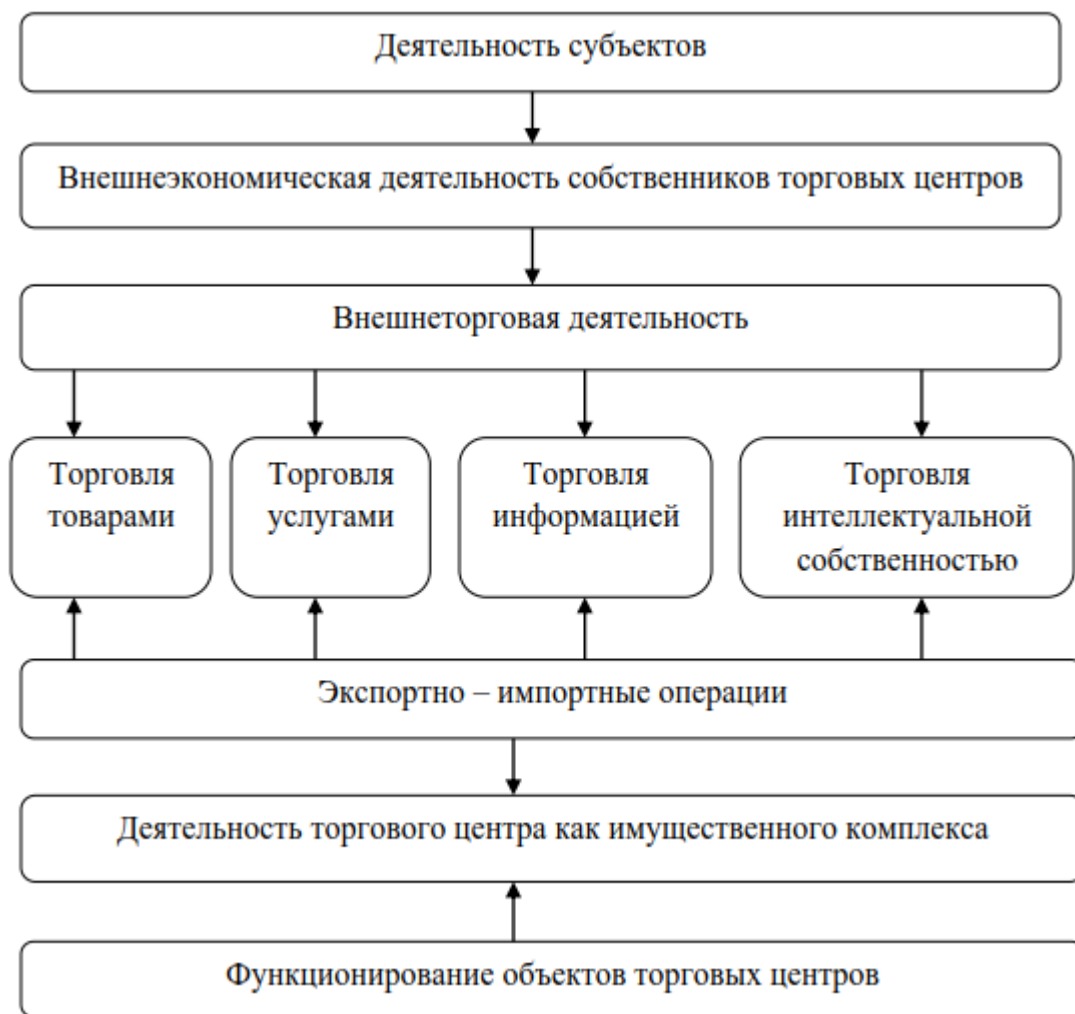 Деятельность субъектов
Внешнеэкономическая деятельность собственников торговых центров
Внешнеторговая деятельность
Торговля
товарами
Торговля
услугами
Торговля
информацией
Торговля
интеллектуальной
собственностью
Экспортно – импортные операции
Деятельность торгового центра как имущественного комплекса
Функционирование объектов торговых центров